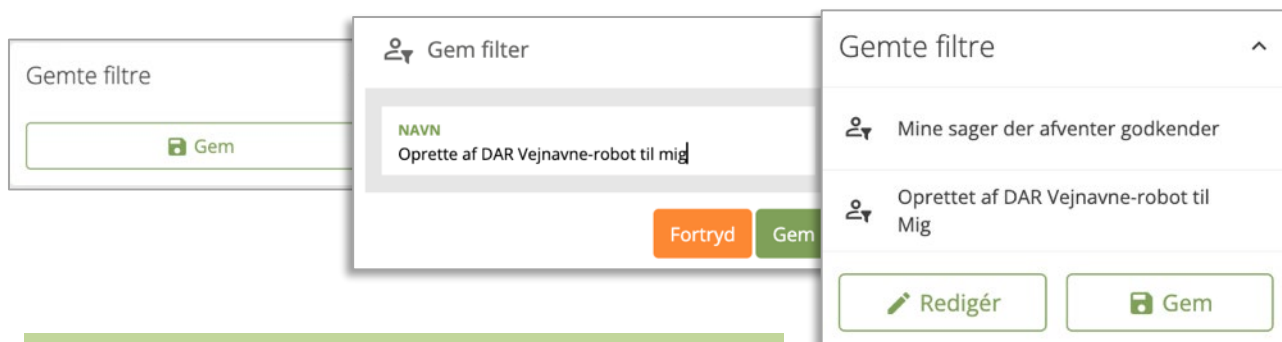 Gemte filtre
Gem
Gem filter
NAVN
Oprette af DAR Vejnavne-robot til mig
Fortryd
Gem
Gemte filtre
Mine sager der afventer godkender
Oprettet af DAR Vejnavne-robot til
Mig
Redigér
Gem